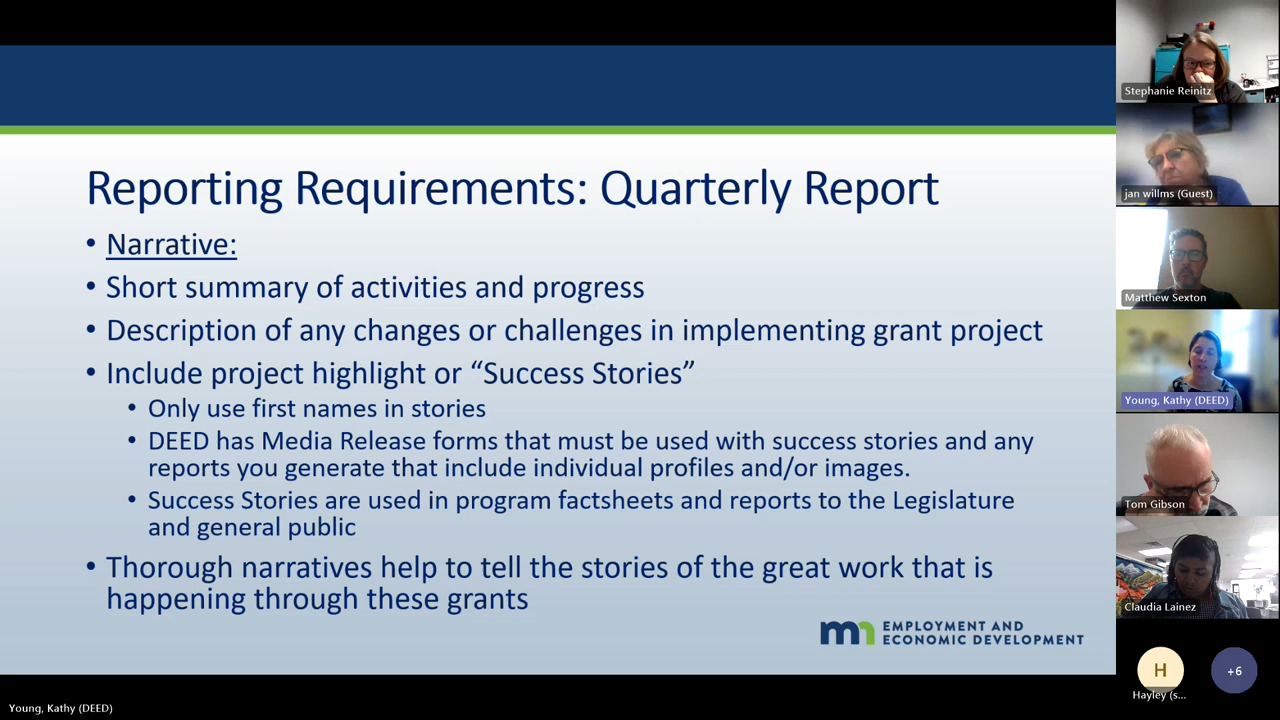 Reporting Requirements: Quarterly Report
• Narrative:
• Short summary of activities and progress
• Description of any changes or challenges in implementing grant project
• Include project highlight or “Success Stories”
• Only use first names in stories
• DEED has Media Release forms that must be used with success stories and any
reports you generate that include individual profiles and/or images.
• Success Stories are used in program factsheets and reports to the Legislature
and general public
• Thorough narratives help to tell the stories of the great work that is
happening through these grants
mn EMPLOYMENT AND
ECONOMIC DEVELOPMENT
Young, Kathy (DEED)
Stephanie Reinitz
jan willms (Guest)
Matthew Sexton
Young, Kathy (DEED)
Tom Gibson
Claudia Lainez
H
Hayley (s...
+6